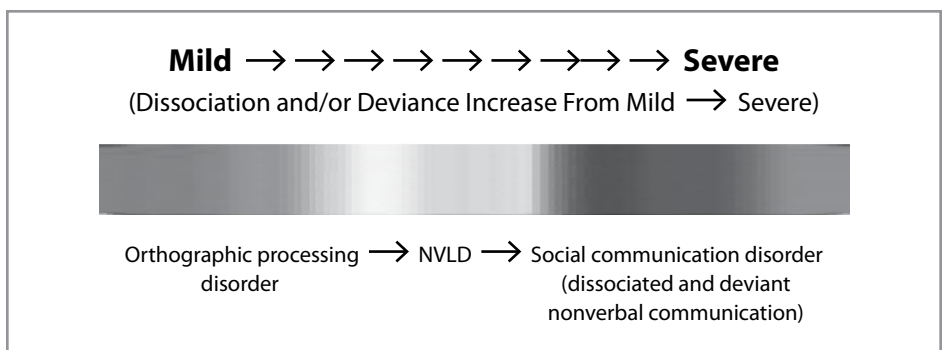 Mild → → → → → → → → → Severe
(Dissociation and/or Deviance Increase From Mild → Severe)
Orthographic processing → NVLD → Social communication disorder
disorder (dissociated and deviant
nonverbal communication)